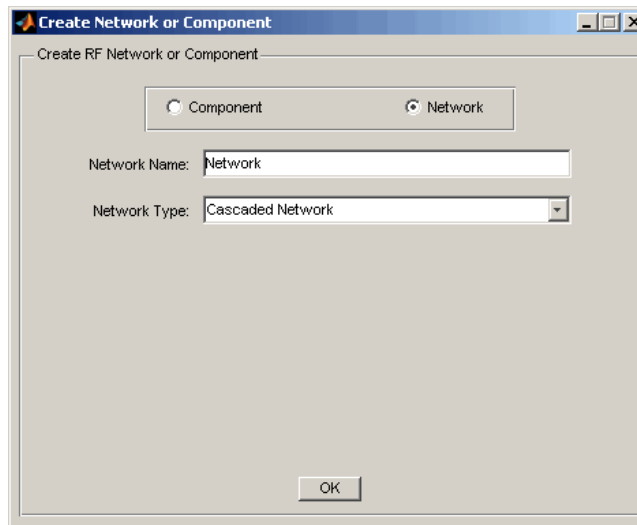 Create Network or Component
Create RF Network or Component
Component
Network
Network Name: Network
Network Type: Cascaded Network
OK